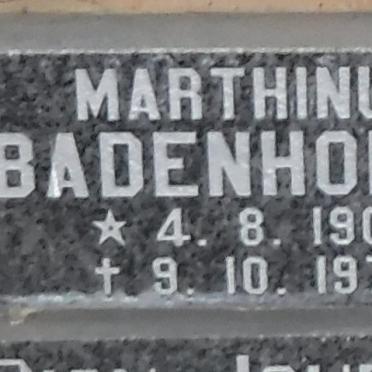 MARTHINU
BADENHO
★ 4. 8. 190
† 9. 10. 197